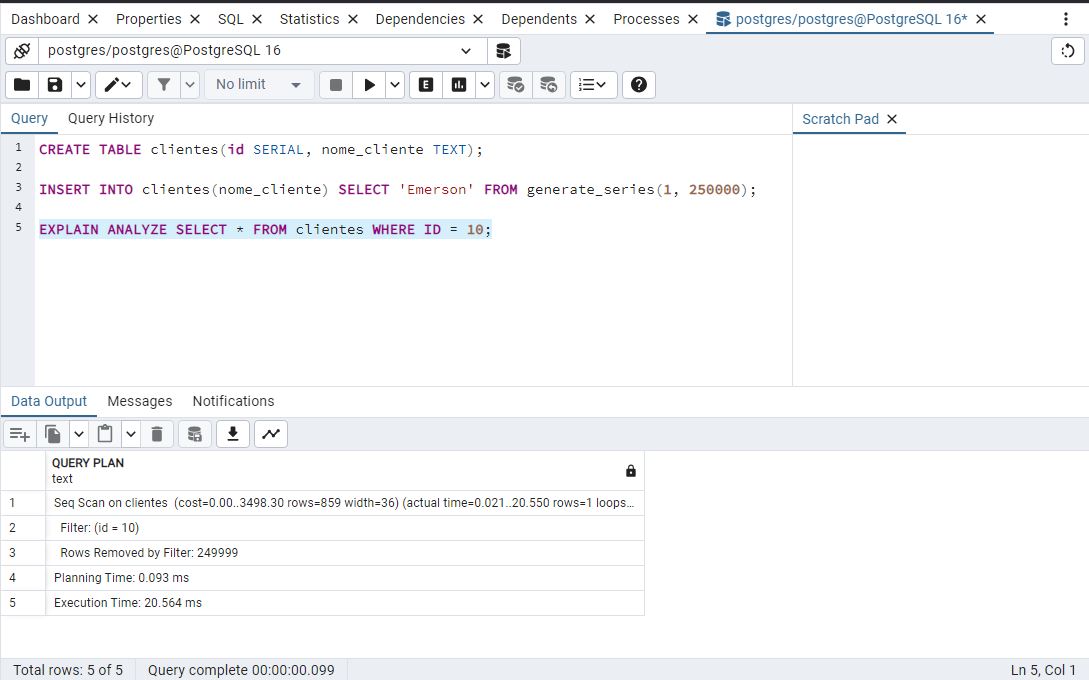 Dashboard Properties SQL Statistics Dependencies Dependents Processes postgres/postgres@PostgreSQL 16*
postgres/postgres@PostgreSQL 16
No limit
E
Query Query History
Scratch Pad
1 CREATE TABLE clientes(id SERIAL, nome_cliente TEXT);
2
3 INSERT INTO clientes(nome_cliente) SELECT 'Emerson' FROM generate_series(1, 250000);
4
5 EXPLAIN ANALYZE SELECT * FROM clientes WHERE ID = 10;
Data Output Messages Notifications
QUERY PLAN
text
1 Seq Scan on clientes (cost=0.00..3498.30 rows=859 width=36) (actual time=0.021..20.550 rows=1 loops...
2 Filter: (id = 10)
3 Rows Removed by Filter: 249999
4 Planning Time: 0.093 ms
5 Execution Time: 20.564 ms
Total rows: 5 of 5 Query complete 00:00:00.099 Ln 5, Col 1